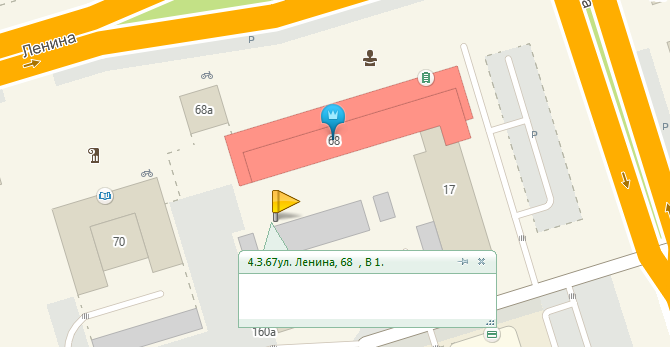 Ленина
а
P
68а
68
P
17
70
P
4.3.67ул. Ленина, 68 , В 1.
160а